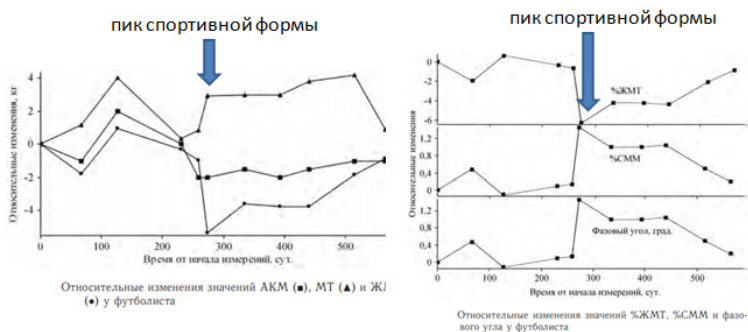 пик спортивной формы
Относительные изменения, кг
4
2
0
-2
-4
0
100
200
300
400
500
Время от начала измерений, сут.
Относительные изменения значений АКМ (■), МТ (▲) и
(●) у футболиста
пик спортивной формы
Относительные изменения
0
-2
-4
-6
%ЖМТ
1,2
0,8
0,4
0
%СММ
1,2
0,8
0,4
0
Фазовый угол, град.
0
100
200
300
400
500
Время от начала измерений, сут.
Относительные изменения значений %ЖМТ, %СММ и фазо-
вого угла у футболиста